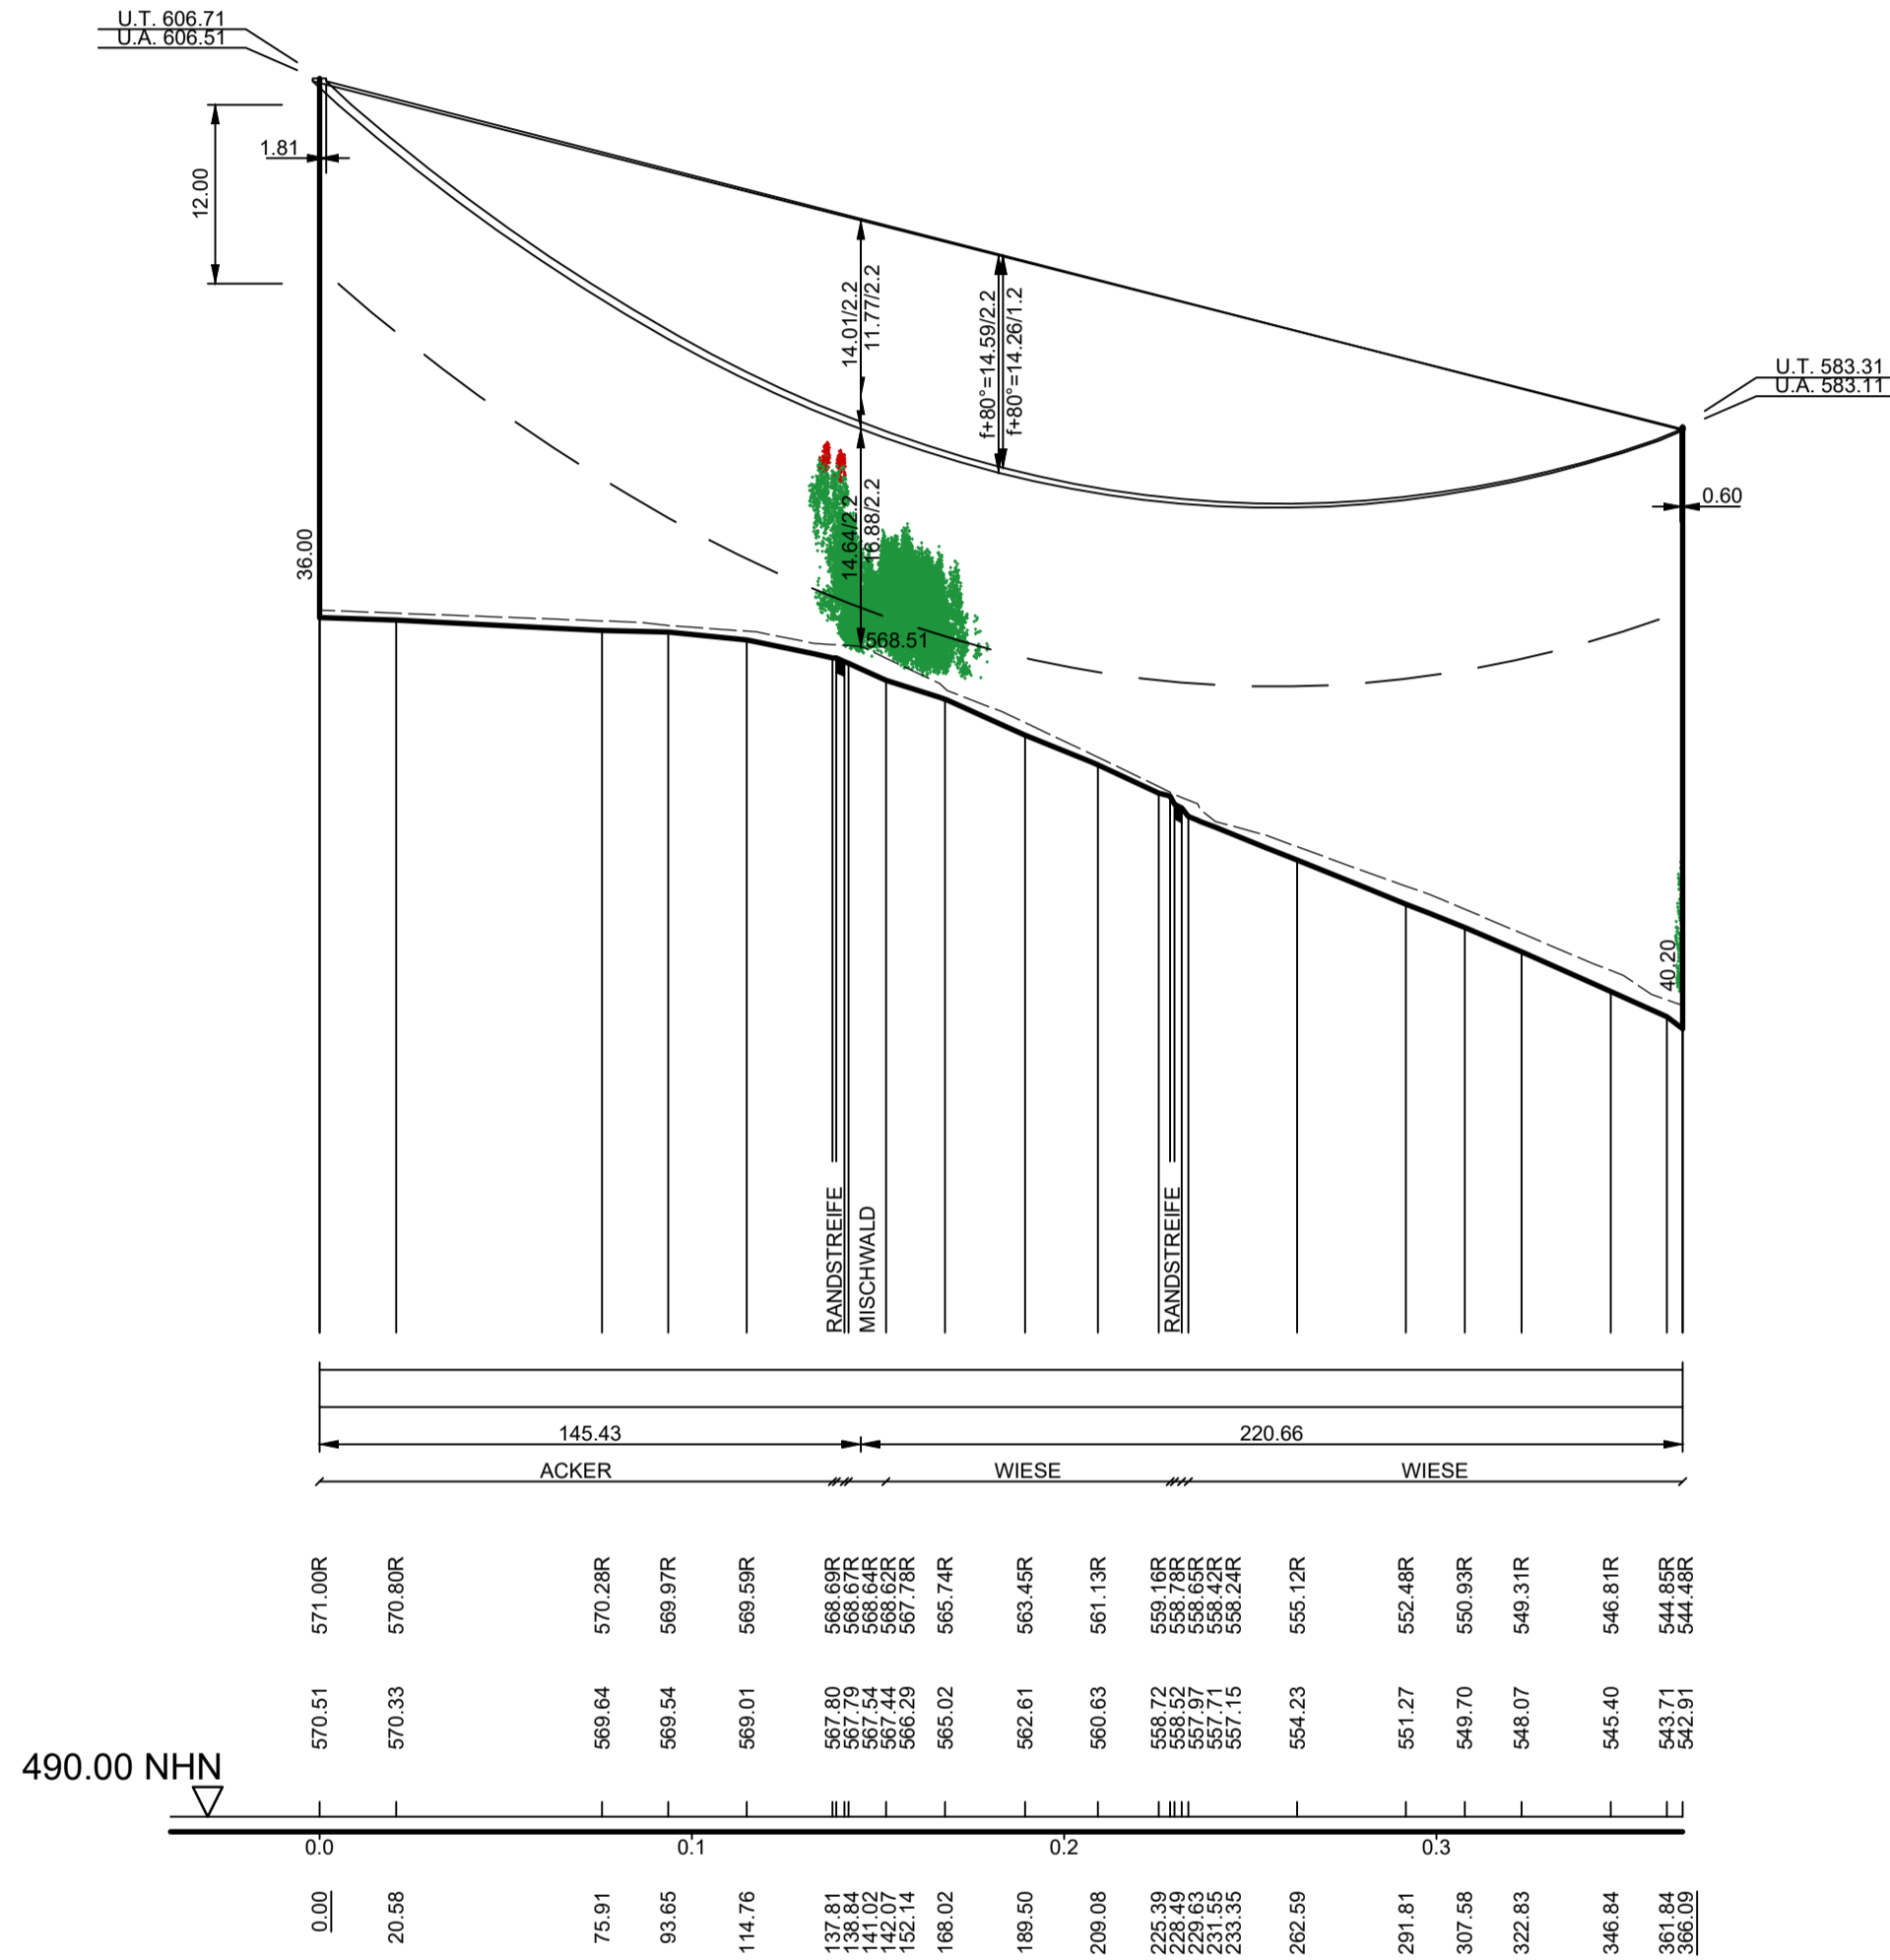 U.T. 606.71
U.A. 606.51
12.00
1.81
36.00
14.01/2.2
11.77/2.2
f+80°=14.59/2.2
f+80°=14.26/1.2
U.T. 583.31
U.A. 583.11
0.60
14.64/2.2
16.88/2.2
568.51
40.20
RANDSTREIFE
MISCHWALD
RANDSTREIFE
145.43
220.66
ACKER
WIESE
WIESE
571.00R
570.80R
570.28R
569.97R
569.59R
568.69R
568.67R
568.64R
568.62R
567.78R
565.74R
563.45R
561.13R
559.16R
558.78R
558.65R
558.42R
558.24R
555.12R
552.48R
550.93R
549.31R
546.81R
544.85R
544.48R
570.51
570.33
569.64
569.54
569.01
567.80
567.79
567.54
567.44
566.29
565.02
562.61
560.63
558.72
558.52
557.97
557.71
557.15
554.23
551.27
549.70
548.07
545.40
543.71
542.91
490.00 NHN
0.0
0.1
0.2
0.3
0.00
20.58
75.91
93.65
114.76
137.81
138.84
141.02
142.07
152.14
168.02
189.50
209.08
225.39
228.49
229.63
231.55
233.35
262.59
291.81
307.58
322.83
346.84
361.84
366.09